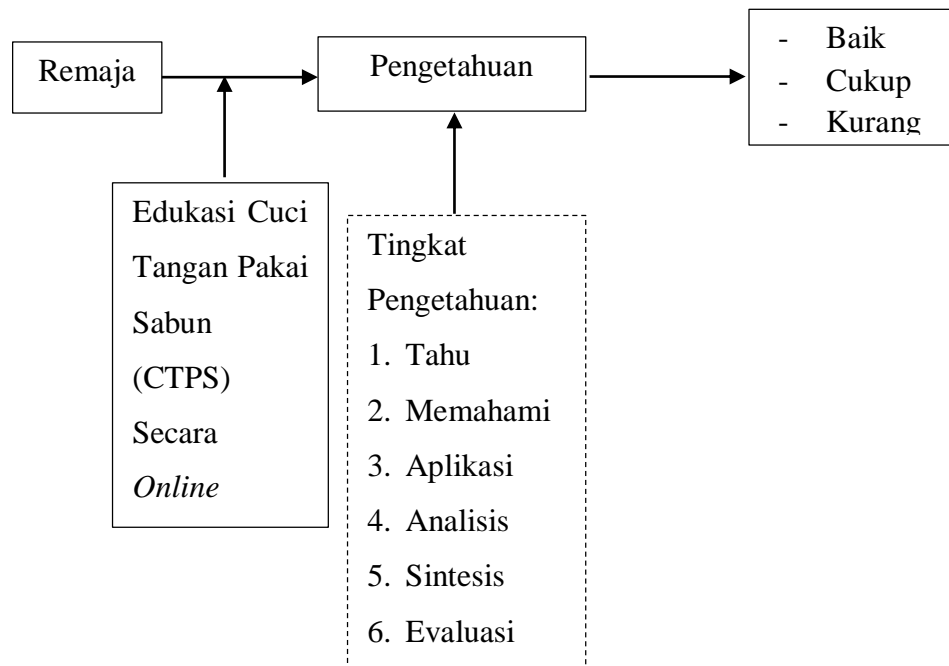 Remaja
Pengetahuan
- Baik
- Cukup
- Kurang
Edukasi Cuci
Tangan Pakai
Sabun
(CTPS)
Secara
Online
Tingkat
Pengetahuan:
1. Tahu
2. Memahami
3. Aplikasi
4. Analisis
5. Sintesis
6. Evaluasi